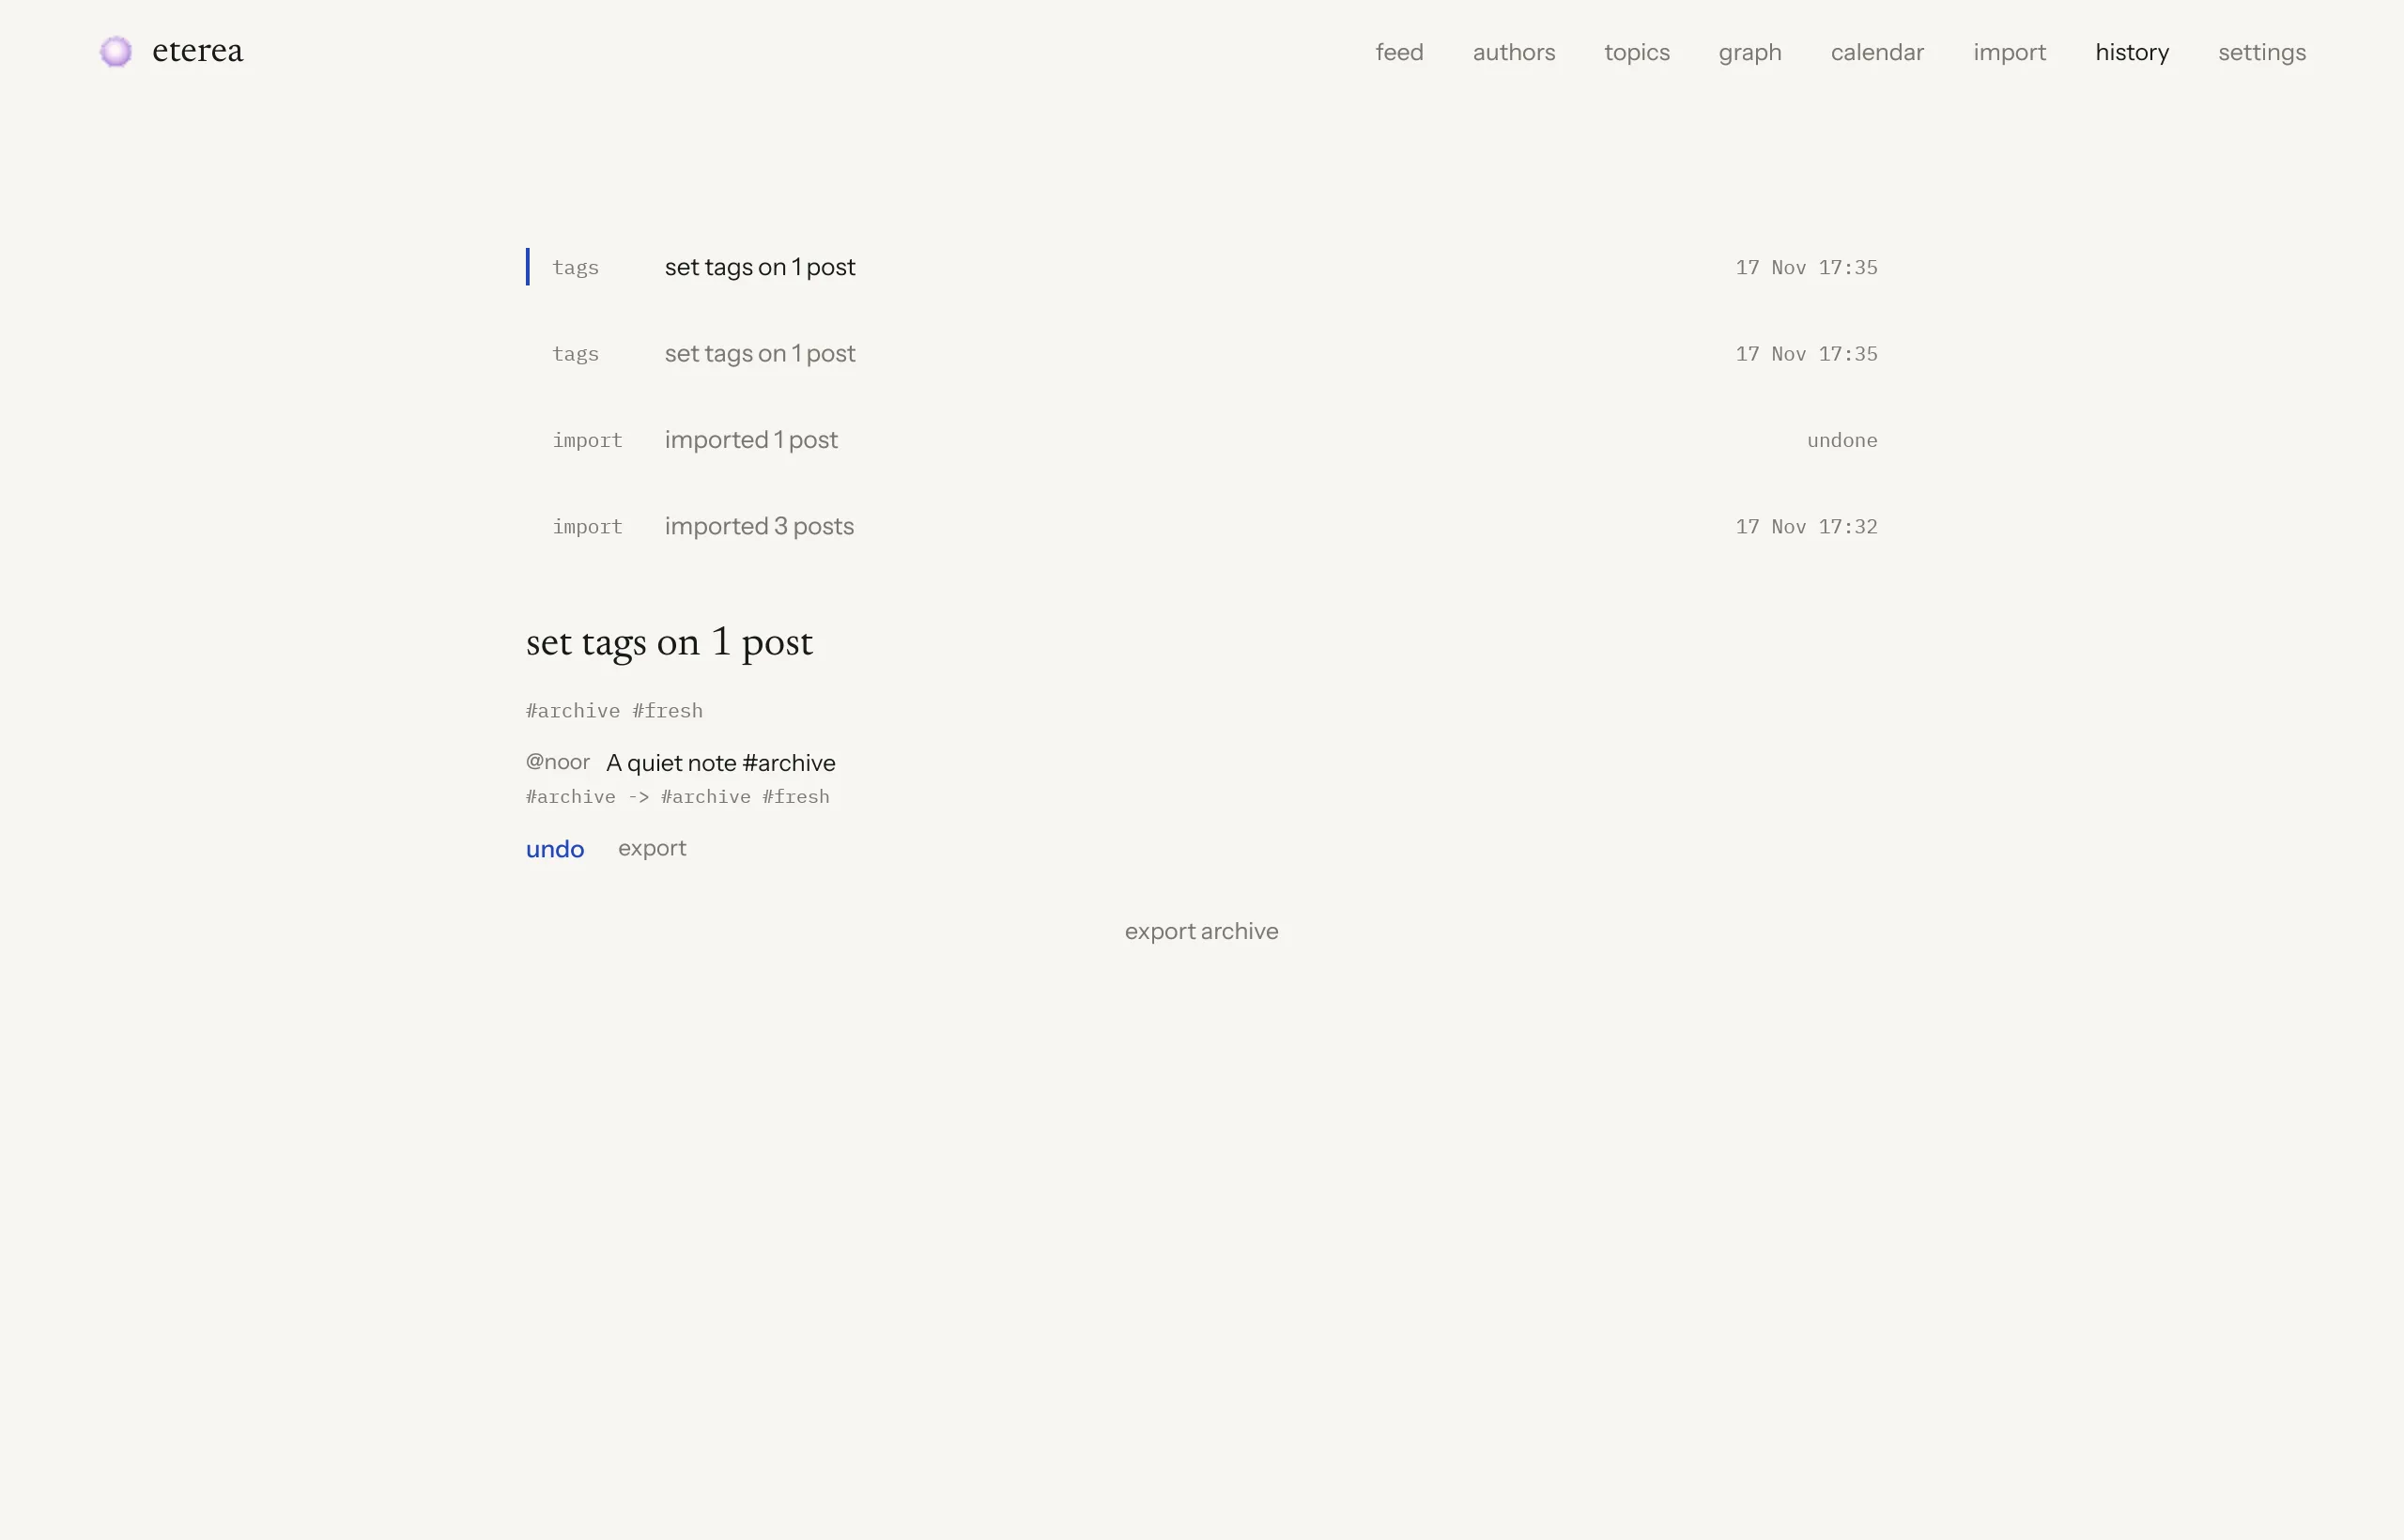 eterea
feed authors topics graph calendar import history settings
tags set tags on 1 post 17 Nov 17:35
tags set tags on 1 post 17 Nov 17:35
import imported 1 post undone
import imported 3 posts 17 Nov 17:32
set tags on 1 post
#archive #fresh
@noor A quiet note #archive
#archive -> #archive #fresh
undo export
export archive